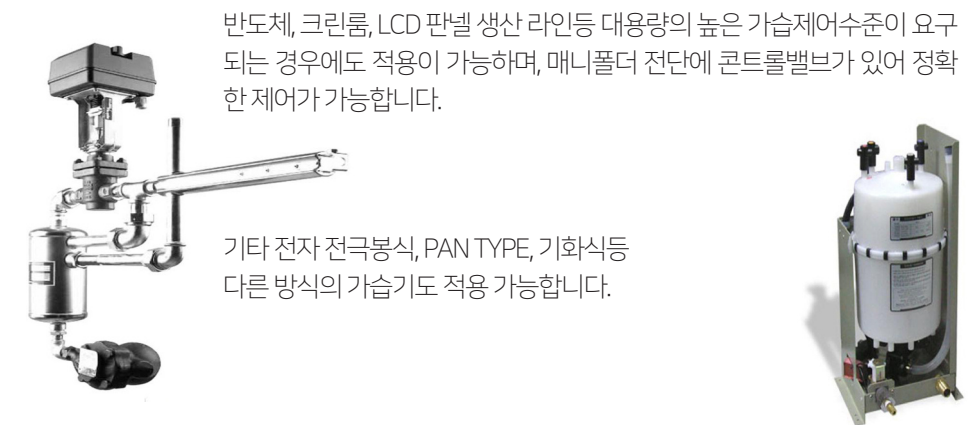 반도체, 크린룸, LCD 판넬 생산 라인등 대용량의 높은 가습제어수준이 요구
되는 경우에도 적용이 가능하며, 매니폴더 전단에 콘트롤밸브가 있어 정확
한 제어가 가능합니다.
기타 전자 전극봉식, PAN TYPE, 기화식등
다른 방식의 가습기도 적용 가능합니다.